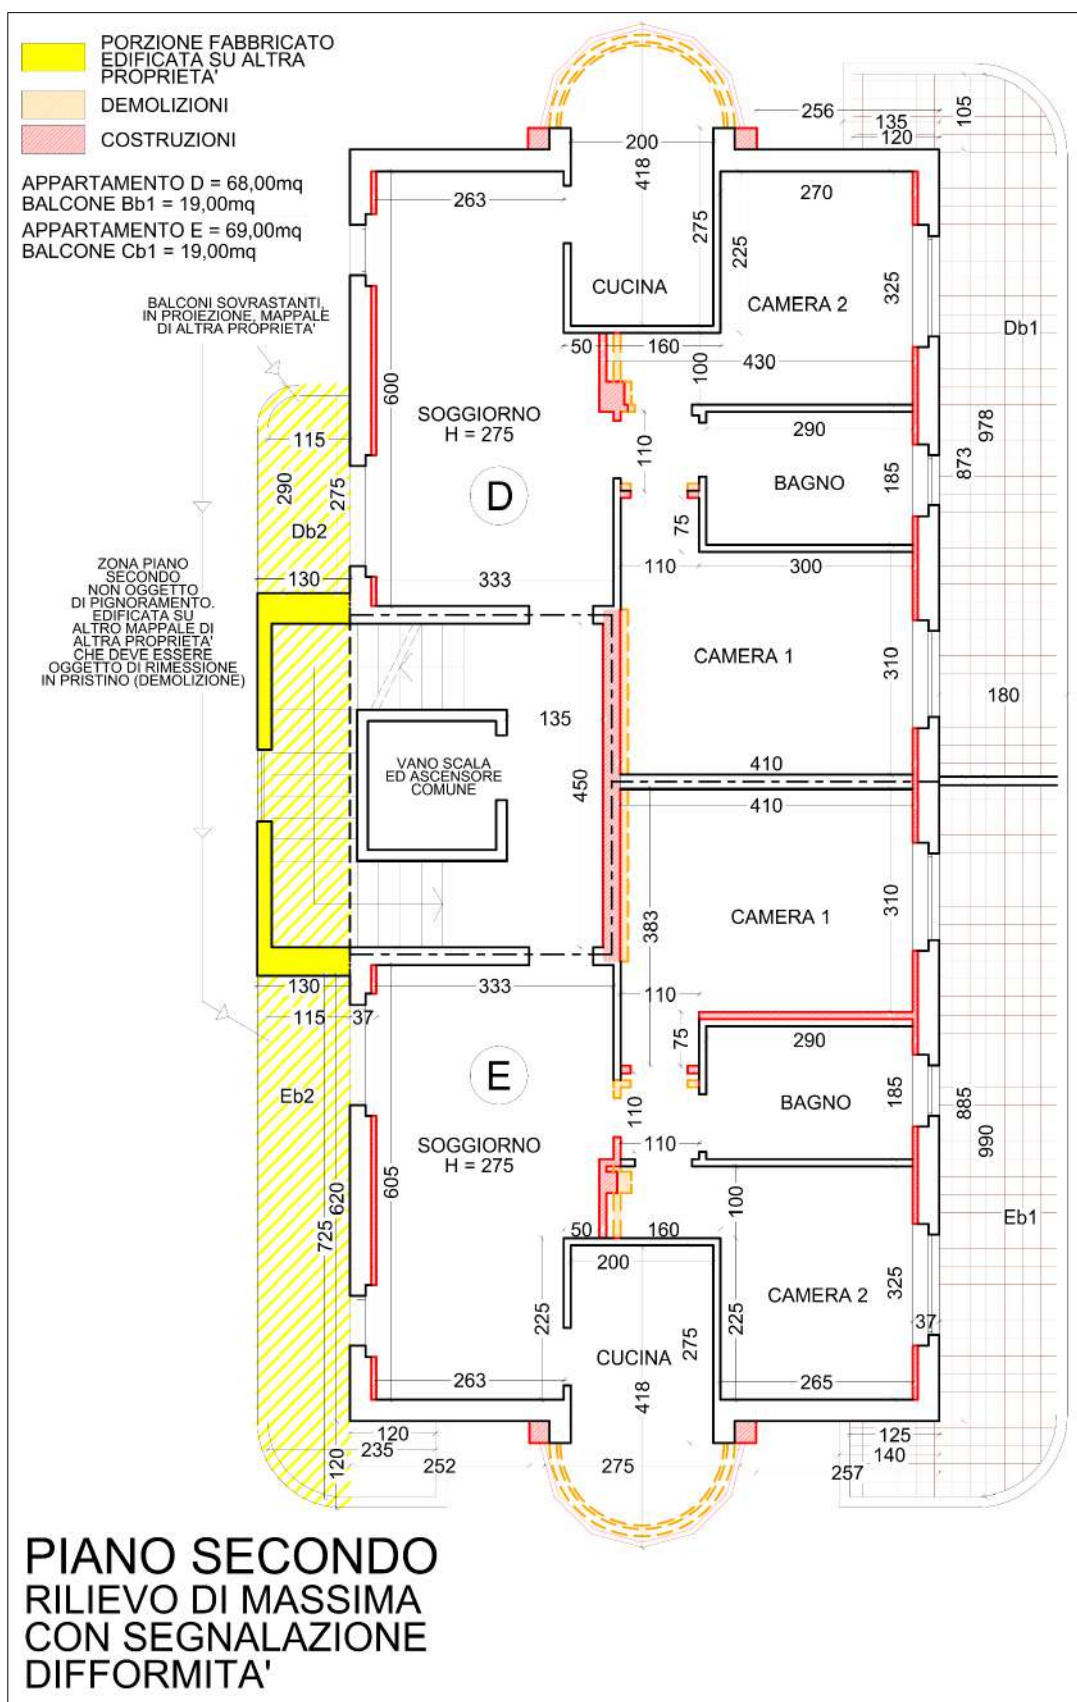 PORZIONE FABBRICATO
EDIFICATA SU ALTRA
PROPRIETA'
DEMOLIZIONI
COSTRUZIONI
APPARTAMENTO D = 68,00mq
BALCONE Bb1 = 19,00mq
APPARTAMENTO E = 69,00mq
BALCONE Cb1 = 19,00mq
BALCONI SOVRASTANTI,
IN PROIEZIONE, MAPPALE
DI ALTRA PROPRIETA'
256
135
120
105
200
418
263
275
225
270
325
CUCINA
CAMERA 2
Db1
50
160
430
100
600
SOGGIORNO
H = 275
115
290
275
110
290
978
873
BAGNO
185
D
Db2
75
130
333
110
300
ZONA PIANO
SECONDO
NON OGGETTO
DI PIGNORAMENTO.
EDIFICATA SU
ALTRO MAPPALE DI
ALTRA PROPRIETA'
CHE DEVE ESSERE
OGGETTO DI RIMESSIONE
IN PRISTINO (DEMOLIZIONE)
CAMERA 1
310
180
135
VANO SCALA
ED ASCENSORE
COMUNE
450
410
410
CAMERA 1
310
383
130
333
110
115
37
75
290
E
Eb2
BAGNO
185
885
990
110
110
SOGGIORNO
H = 275
605
620
725
100
50
160
Eb1
200
CAMERA 2
325
37
225
225
275
CUCINA
263
418
265
120
235
252
120
275
125
140
257
PIANO SECONDO
RILIEVO DI MASSIMA
CON SEGNALAZIONE
DIFFORMITA'